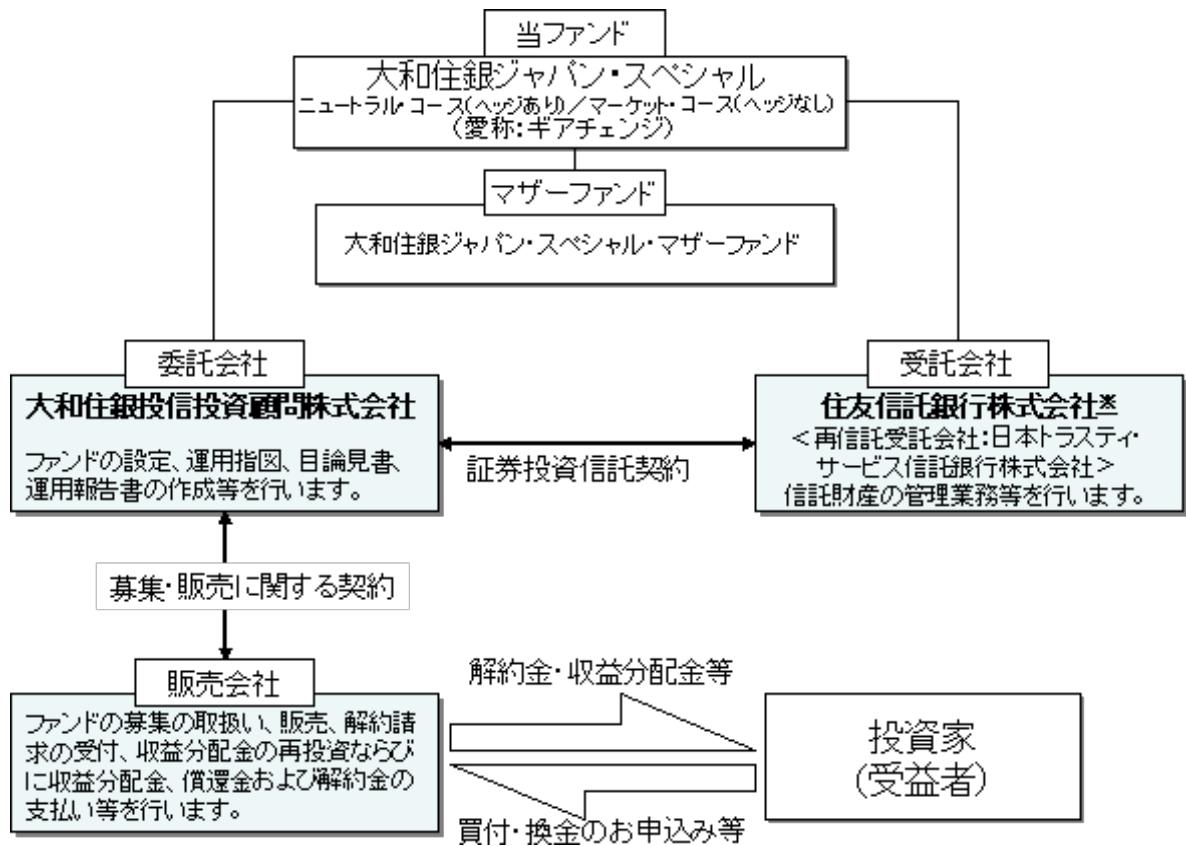 当ファンド
大和住銀ジャパン・スペシャル
ニュートラル・コース(ヘッジあり)／マーケット・コース(ヘッジなし)
(愛称：ギアチェンジ)
マザーファンド
大和住銀ジャパン・スペシャル・マザーファンド
委託会社
大和住銀投信投資顧問株式会社
ファンドの設定、運用指図、目論見書、
運用報告書の作成等を行います。
受託会社
住友信託銀行株式会社※
＜再信託受託会社：日本トラスティ・
サービス信託銀行株式会社＞
信託財産の管理業務等を行います。
証券投資信託契約
募集・販売に関する契約
販売会社
ファンドの募集の取扱い、販売、解約請
求の受付、収益分配金の再投資ならび
に収益分配金、償還金および解約金の
支払い等を行います。
解約金・収益分配金等
買付・換金のお申込み等
投資家
(受益者)